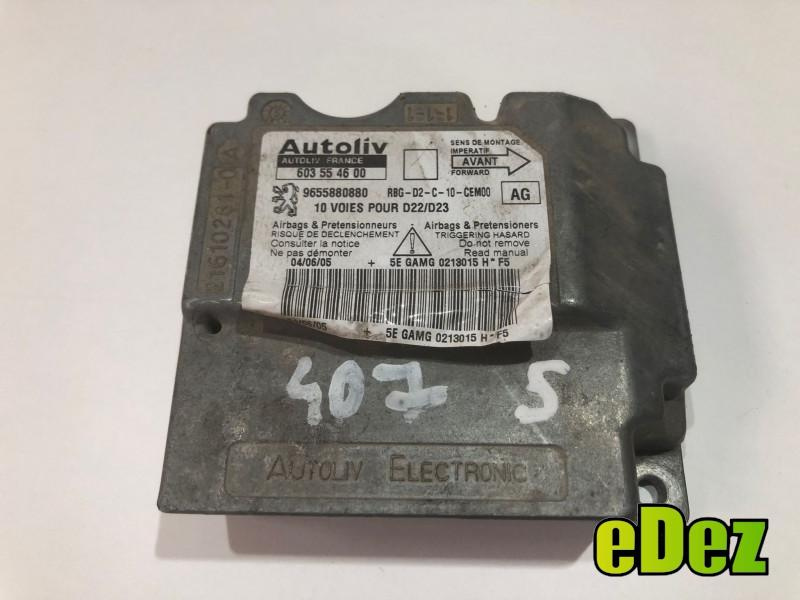 Autoliv
AUTOLIV FRANCE
603 55 46 00
SENS DE MONTAGE
IMPERATIF
AVANT
FORWARD
9655880880 RBG-D2-C-10-CEM00 AG
10 VOIES POUR D22/D23
Airbags & Pretensionneurs
RISQUE DE DECLENCHEMENT
Consulter la notice
Ne pas démonter
Airbags & Pretensioners
TRIGGERING HASARD
Do not remove
Read manual
04/06/05 + 5E GAMG 0213015 H - F5
+ 5E GAMG 0213015 H - F5
407 S
AUTOLIV ELECTRONIC
eDez